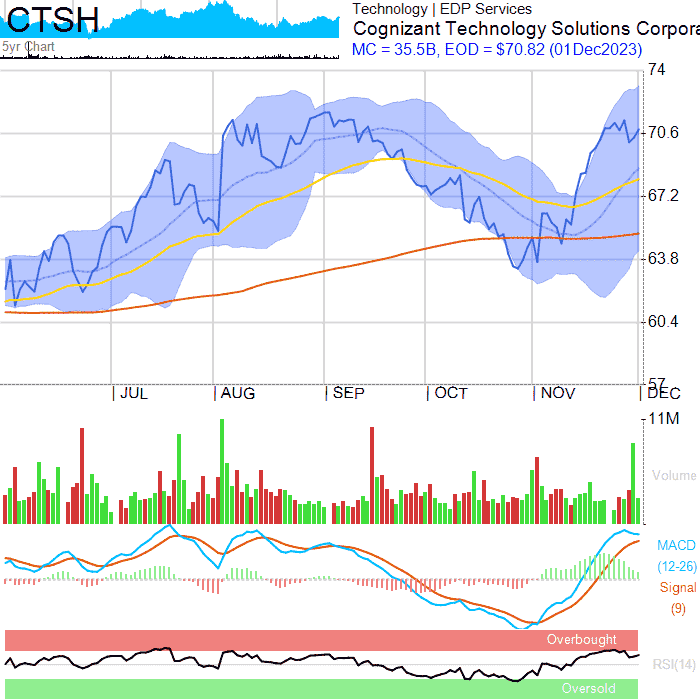 CTSH
5yr Chart
Technology | EDP Services
Cognizant Technology Solutions Corpora
MC = 35.5B, EOD = $70.82 (01Dec2023)
74
70.6
67.2
63.8
60.4
57
JUL AUG SEP OCT NOV DEC
11M
Volume
MACD
(12-26)
Signal
(9)
Overbought
RSI(14)
Oversold